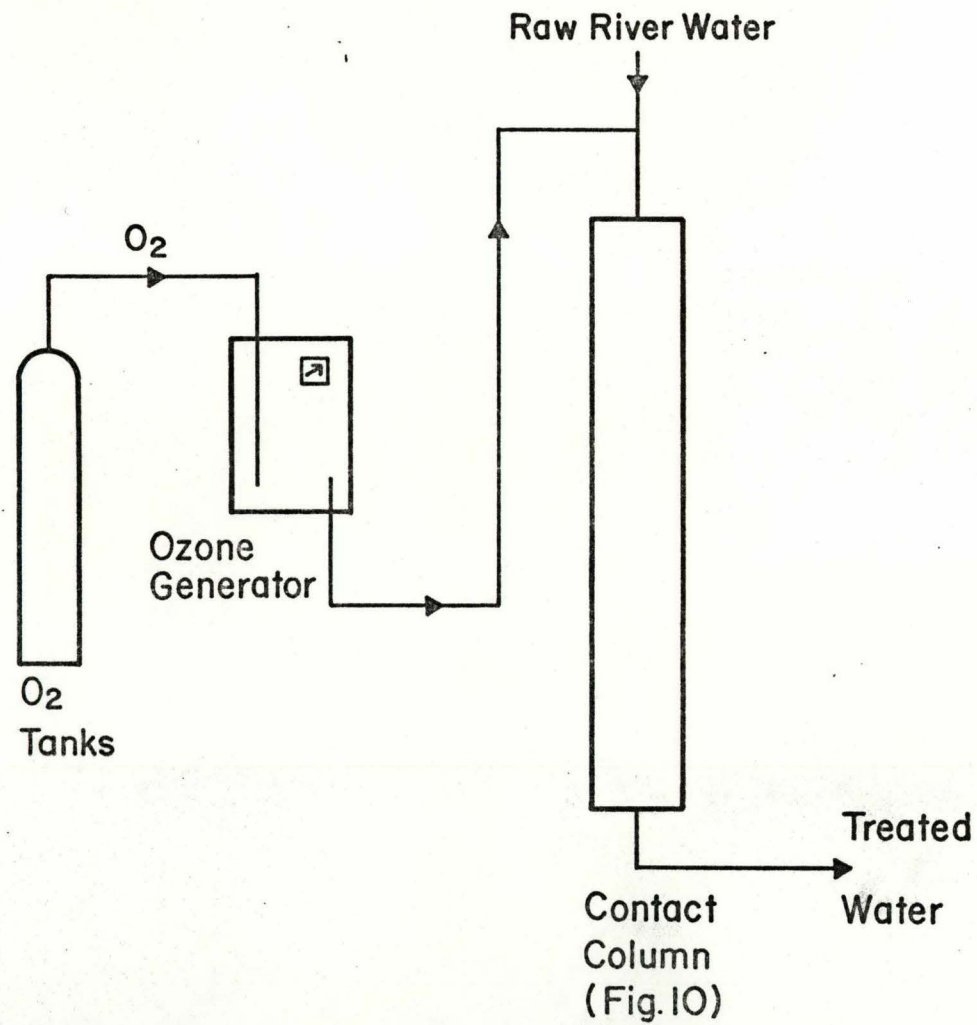 Raw River Water
O2
Ozone
Generator
O2
Tanks
Treated
Water
Contact
Column
(Fig. 10)